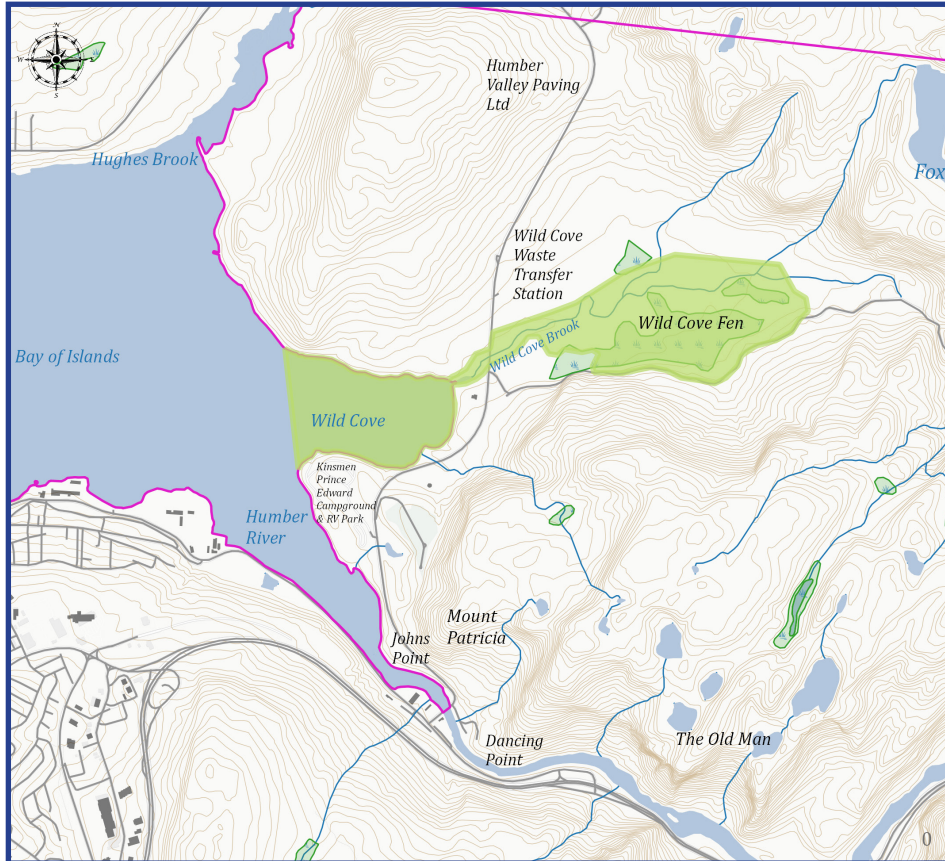 N
W
S
Humber
Valley Paving
Ltd
Hughes Brook
Fox
Wild Cove
Waste
Transfer
Station
Wild Cove Fen
Wild Cove Brook
Bay of Islands
Wild Cove
Kinsmen
Prince
Edward
Campground
& RV Park
Humber
River
Mount
Patricia
Johns
Point
Dancing
Point
The Old Man
0